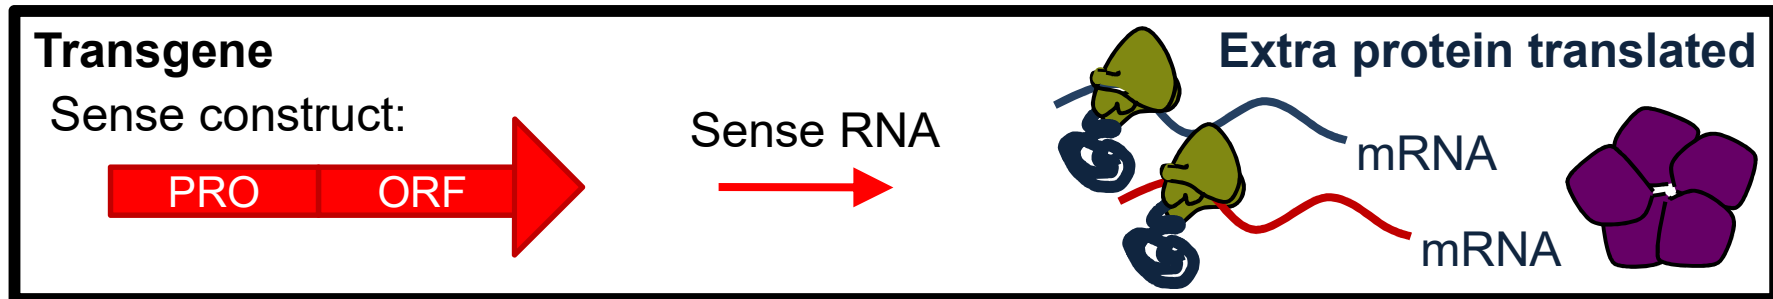 Transgene
Sense construct:
PRO ORF
Sense RNA
Extra protein translated
mRNA
mRNA